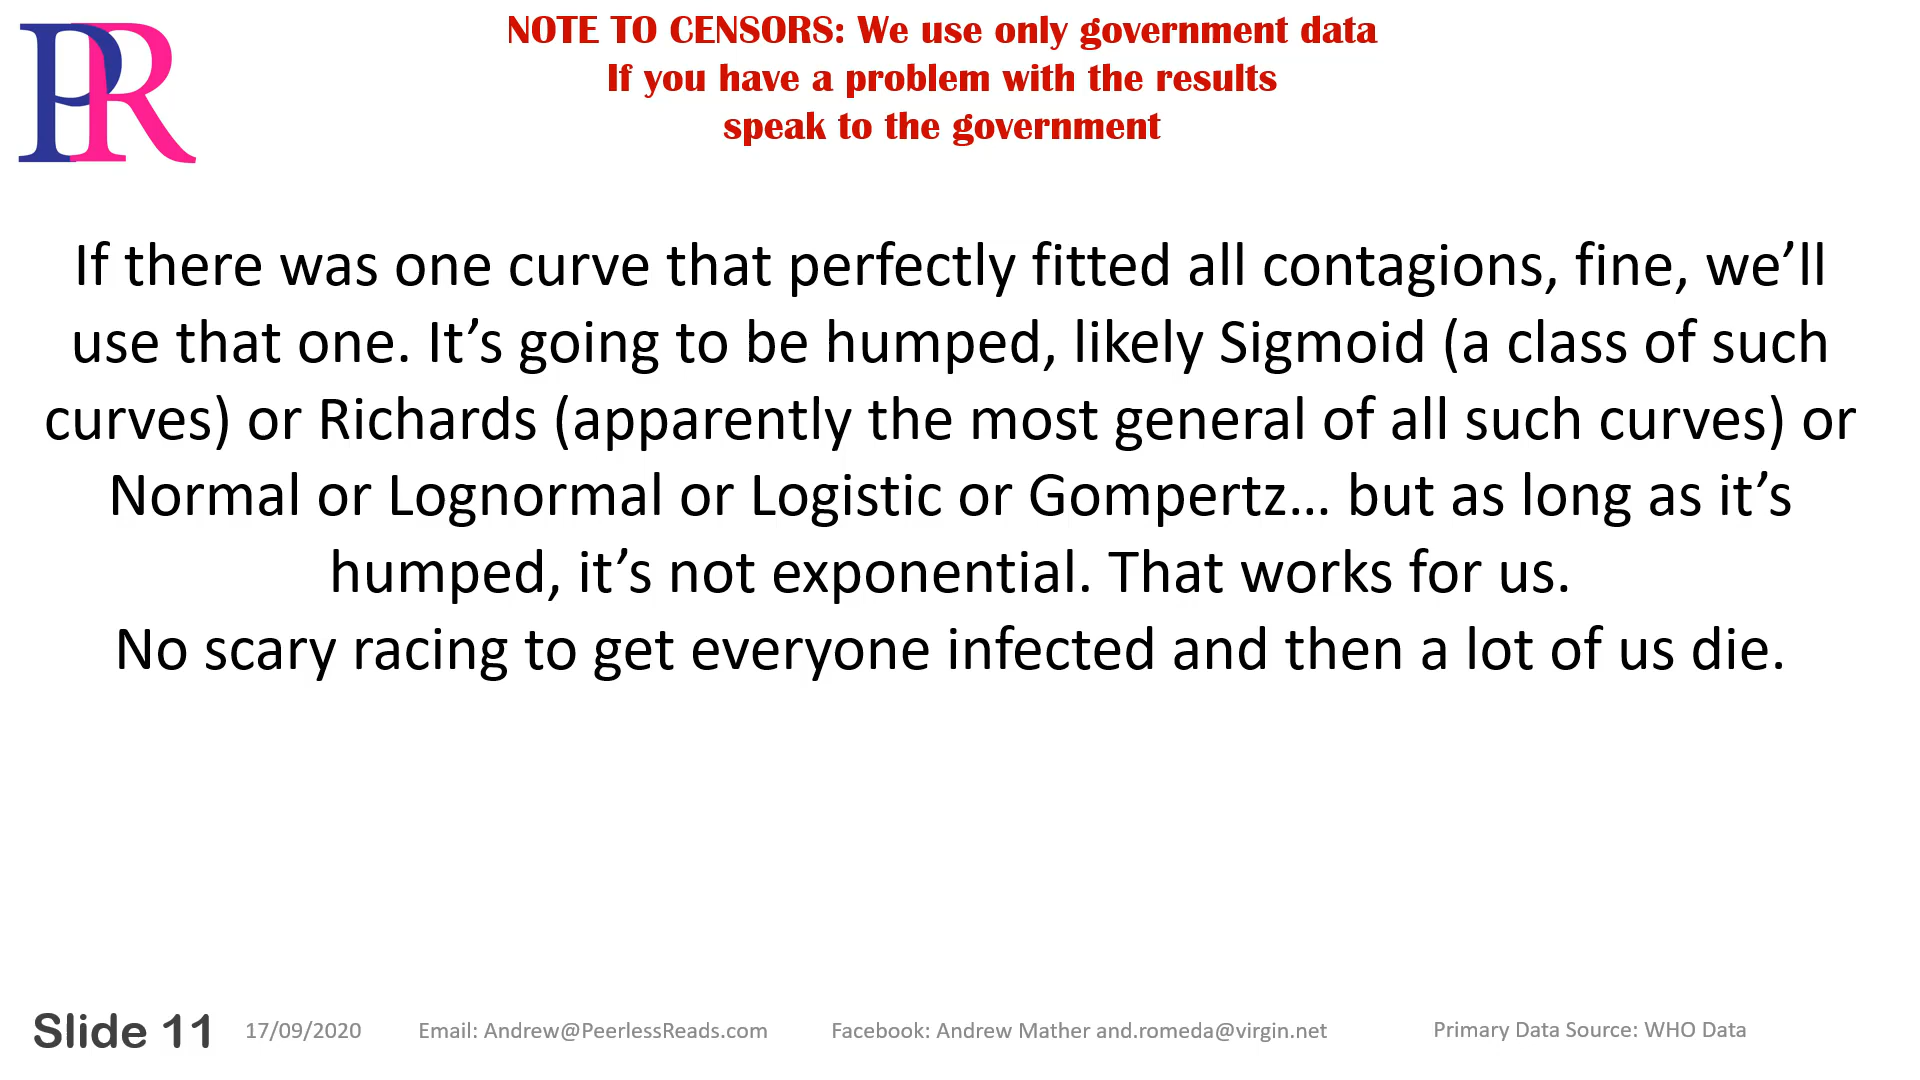 PR
NOTE TO CENSORS: We use only government data
If you have a problem with the results
speak to the government
If there was one curve that perfectly fitted all contagions, fine, we’ll
use that one. It’s going to be humped, likely Sigmoid (a class of such
curves) or Richards (apparently the most general of all such curves) or
Normal or Lognormal or Logistic or Gompertz… but as long as it’s
humped, it’s not exponential. That works for us.
No scary racing to get everyone infected and then a lot of us die.
Slide 11 17/09/2020 Email: Andrew@PeerlessReads.com Facebook: Andrew Mather and.romeda@virgin.net Primary Data Source: WHO Data